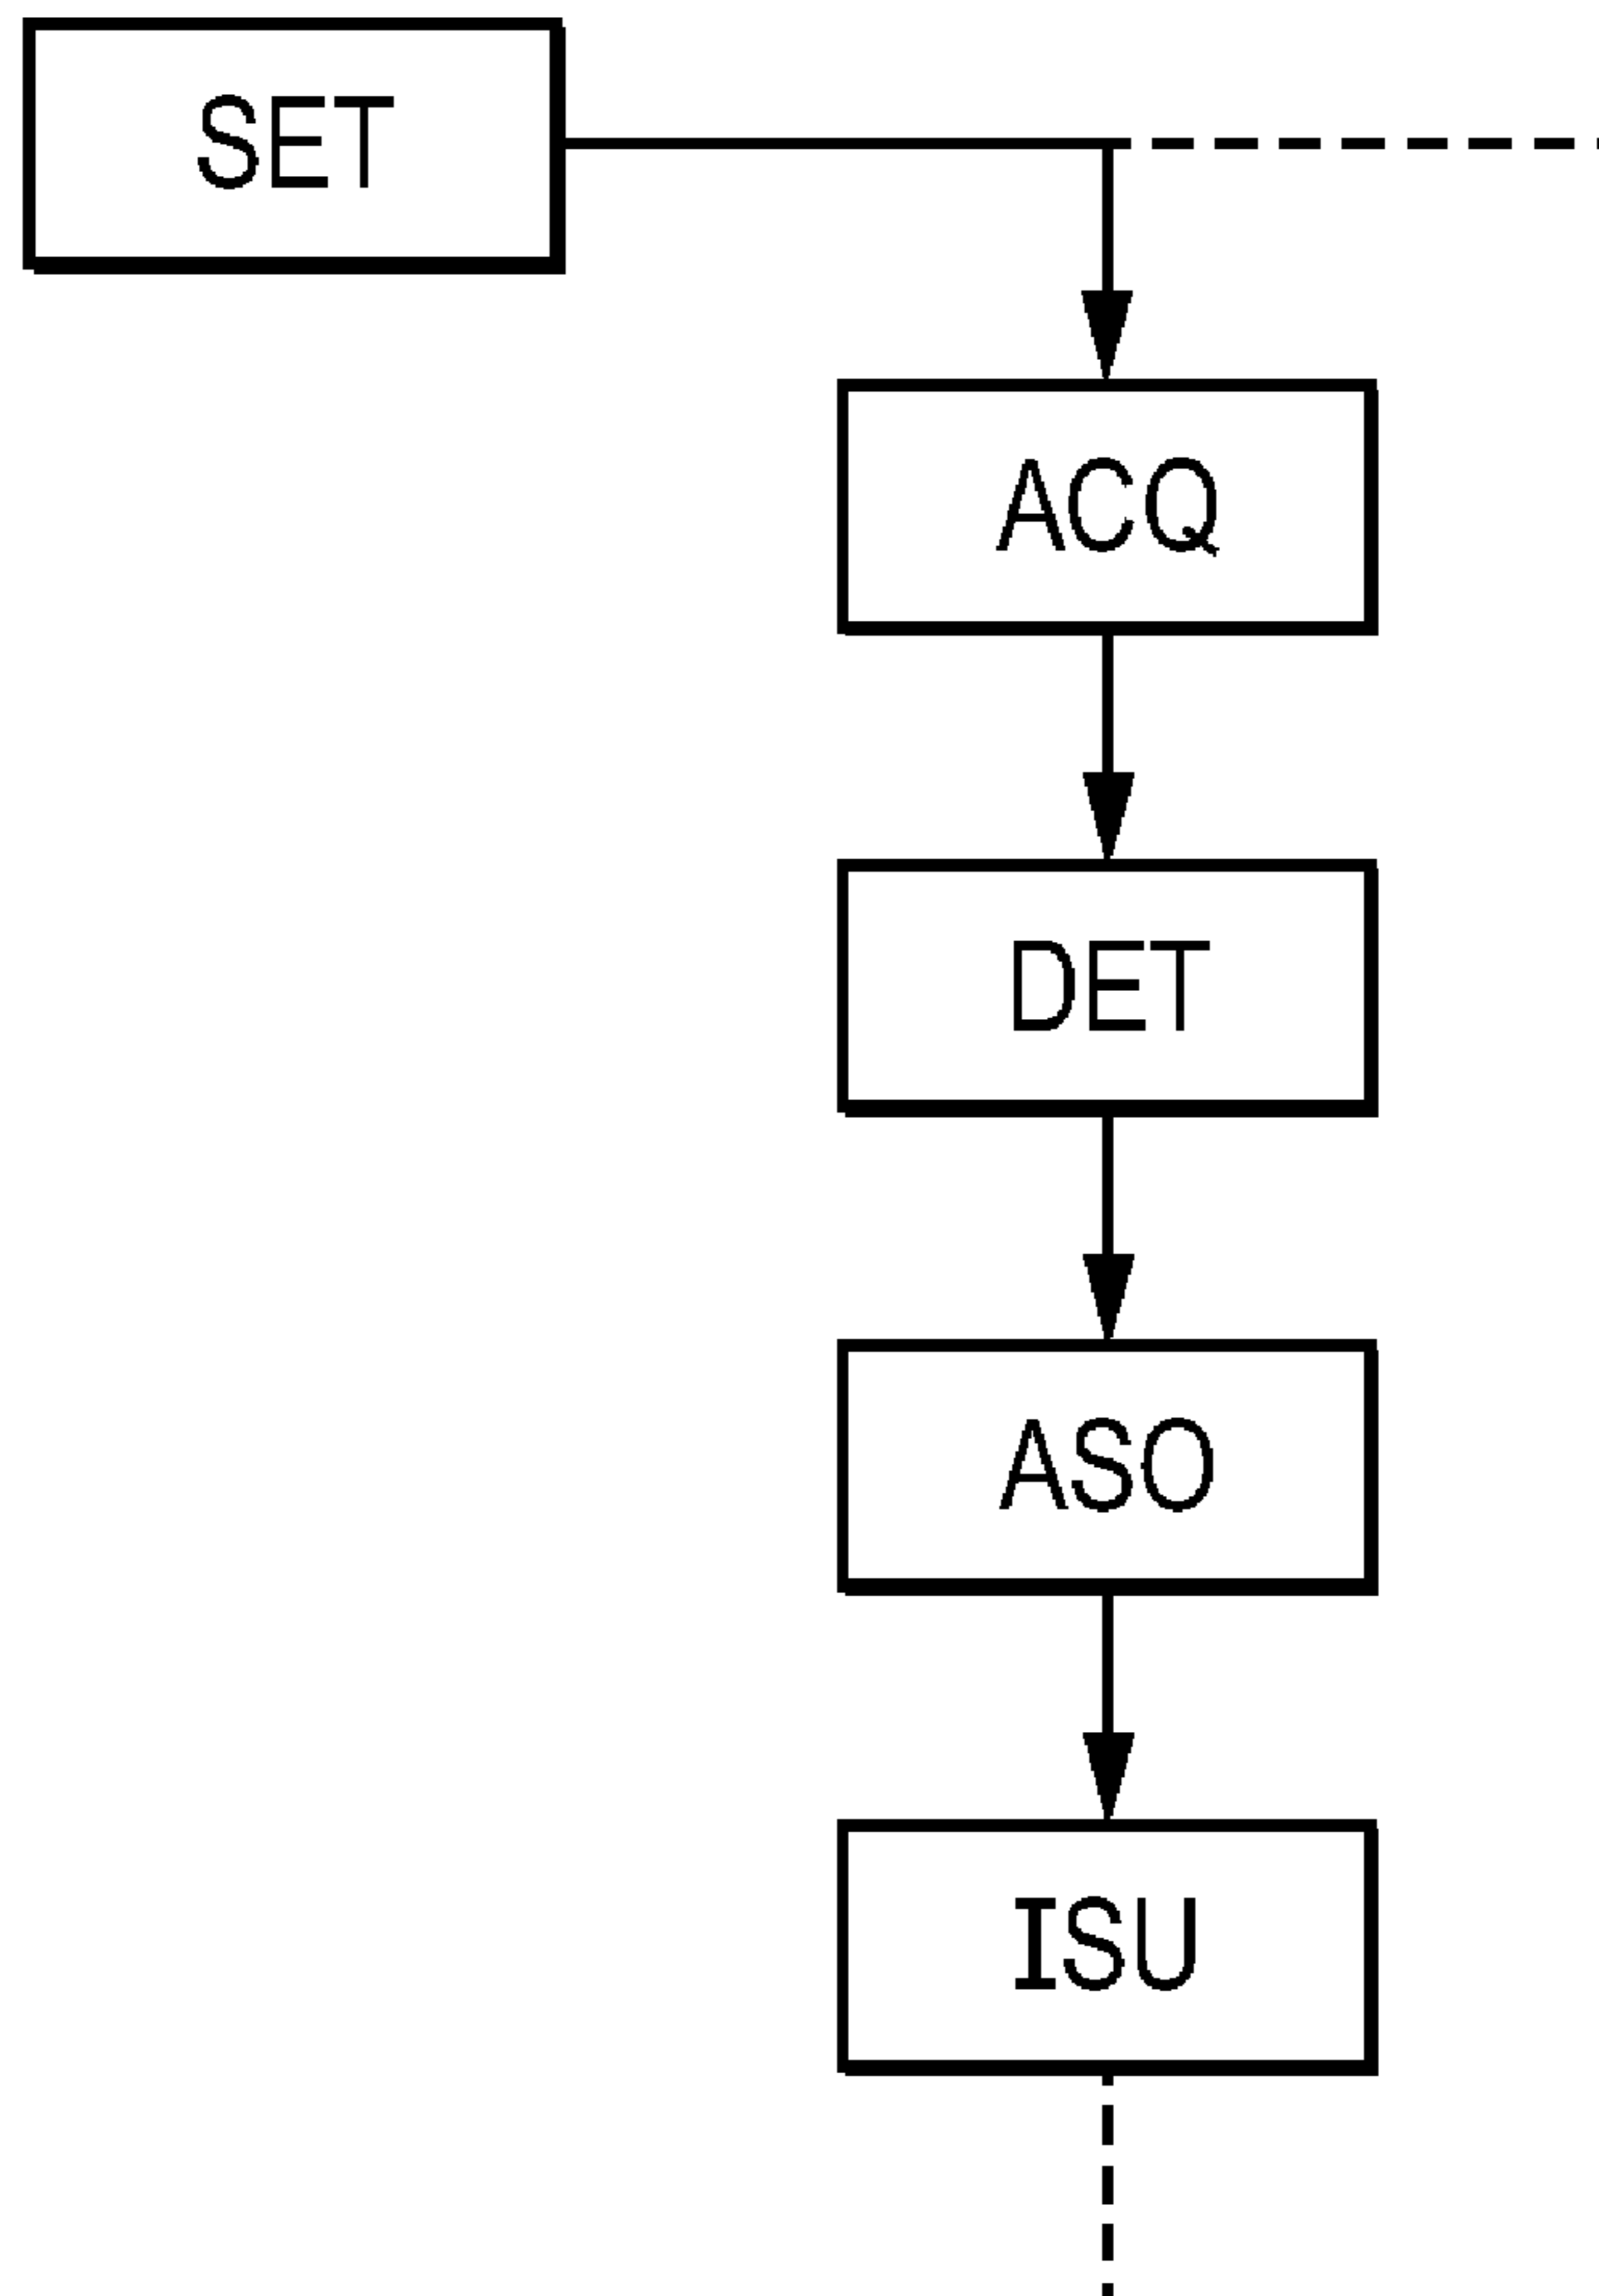 SET
ACQ
DET
ASO
ISU